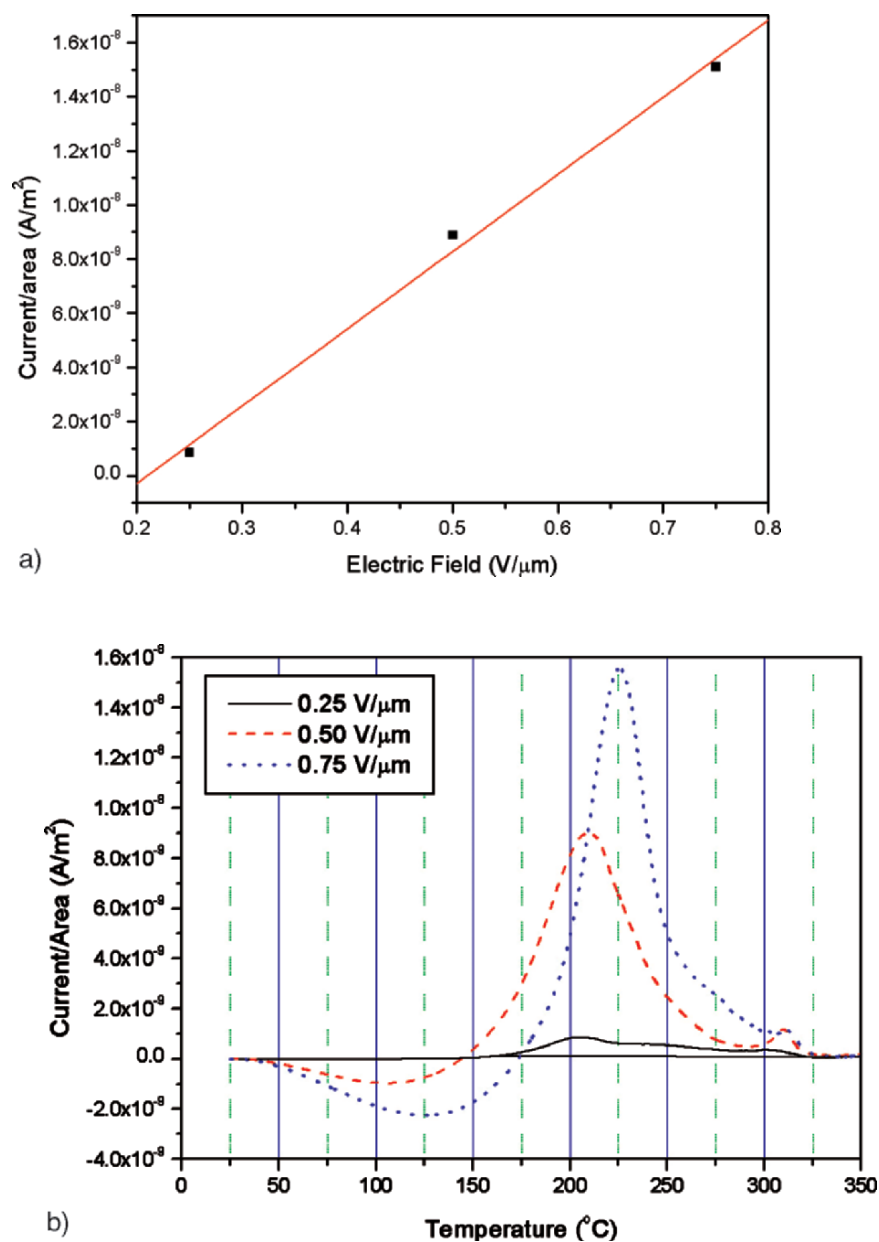 1.6x10⁻⁸
1.4x10⁻⁸
1.2x10⁻⁸
1.0x10⁻⁸
8.0x10⁻⁹
6.0x10⁻⁹
4.0x10⁻⁹
2.0x10⁻⁹
0.0
Current/area (A/m²)
0.2 0.3 0.4 0.5 0.6 0.7 0.8
Electric Field (V/μm)
a)
1.6x10⁻⁸
1.4x10⁻⁸
1.2x10⁻⁸
1.0x10⁻⁸
8.0x10⁻⁹
6.0x10⁻⁹
4.0x10⁻⁹
2.0x10⁻⁹
0.0
-2.0x10⁻⁹
-4.0x10⁻⁹
Current/Area (A/m²)
0.25 V/μm
0.50 V/μm
0.75 V/μm
0 50 100 150 200 250 300 350
Temperature (°C)
b)